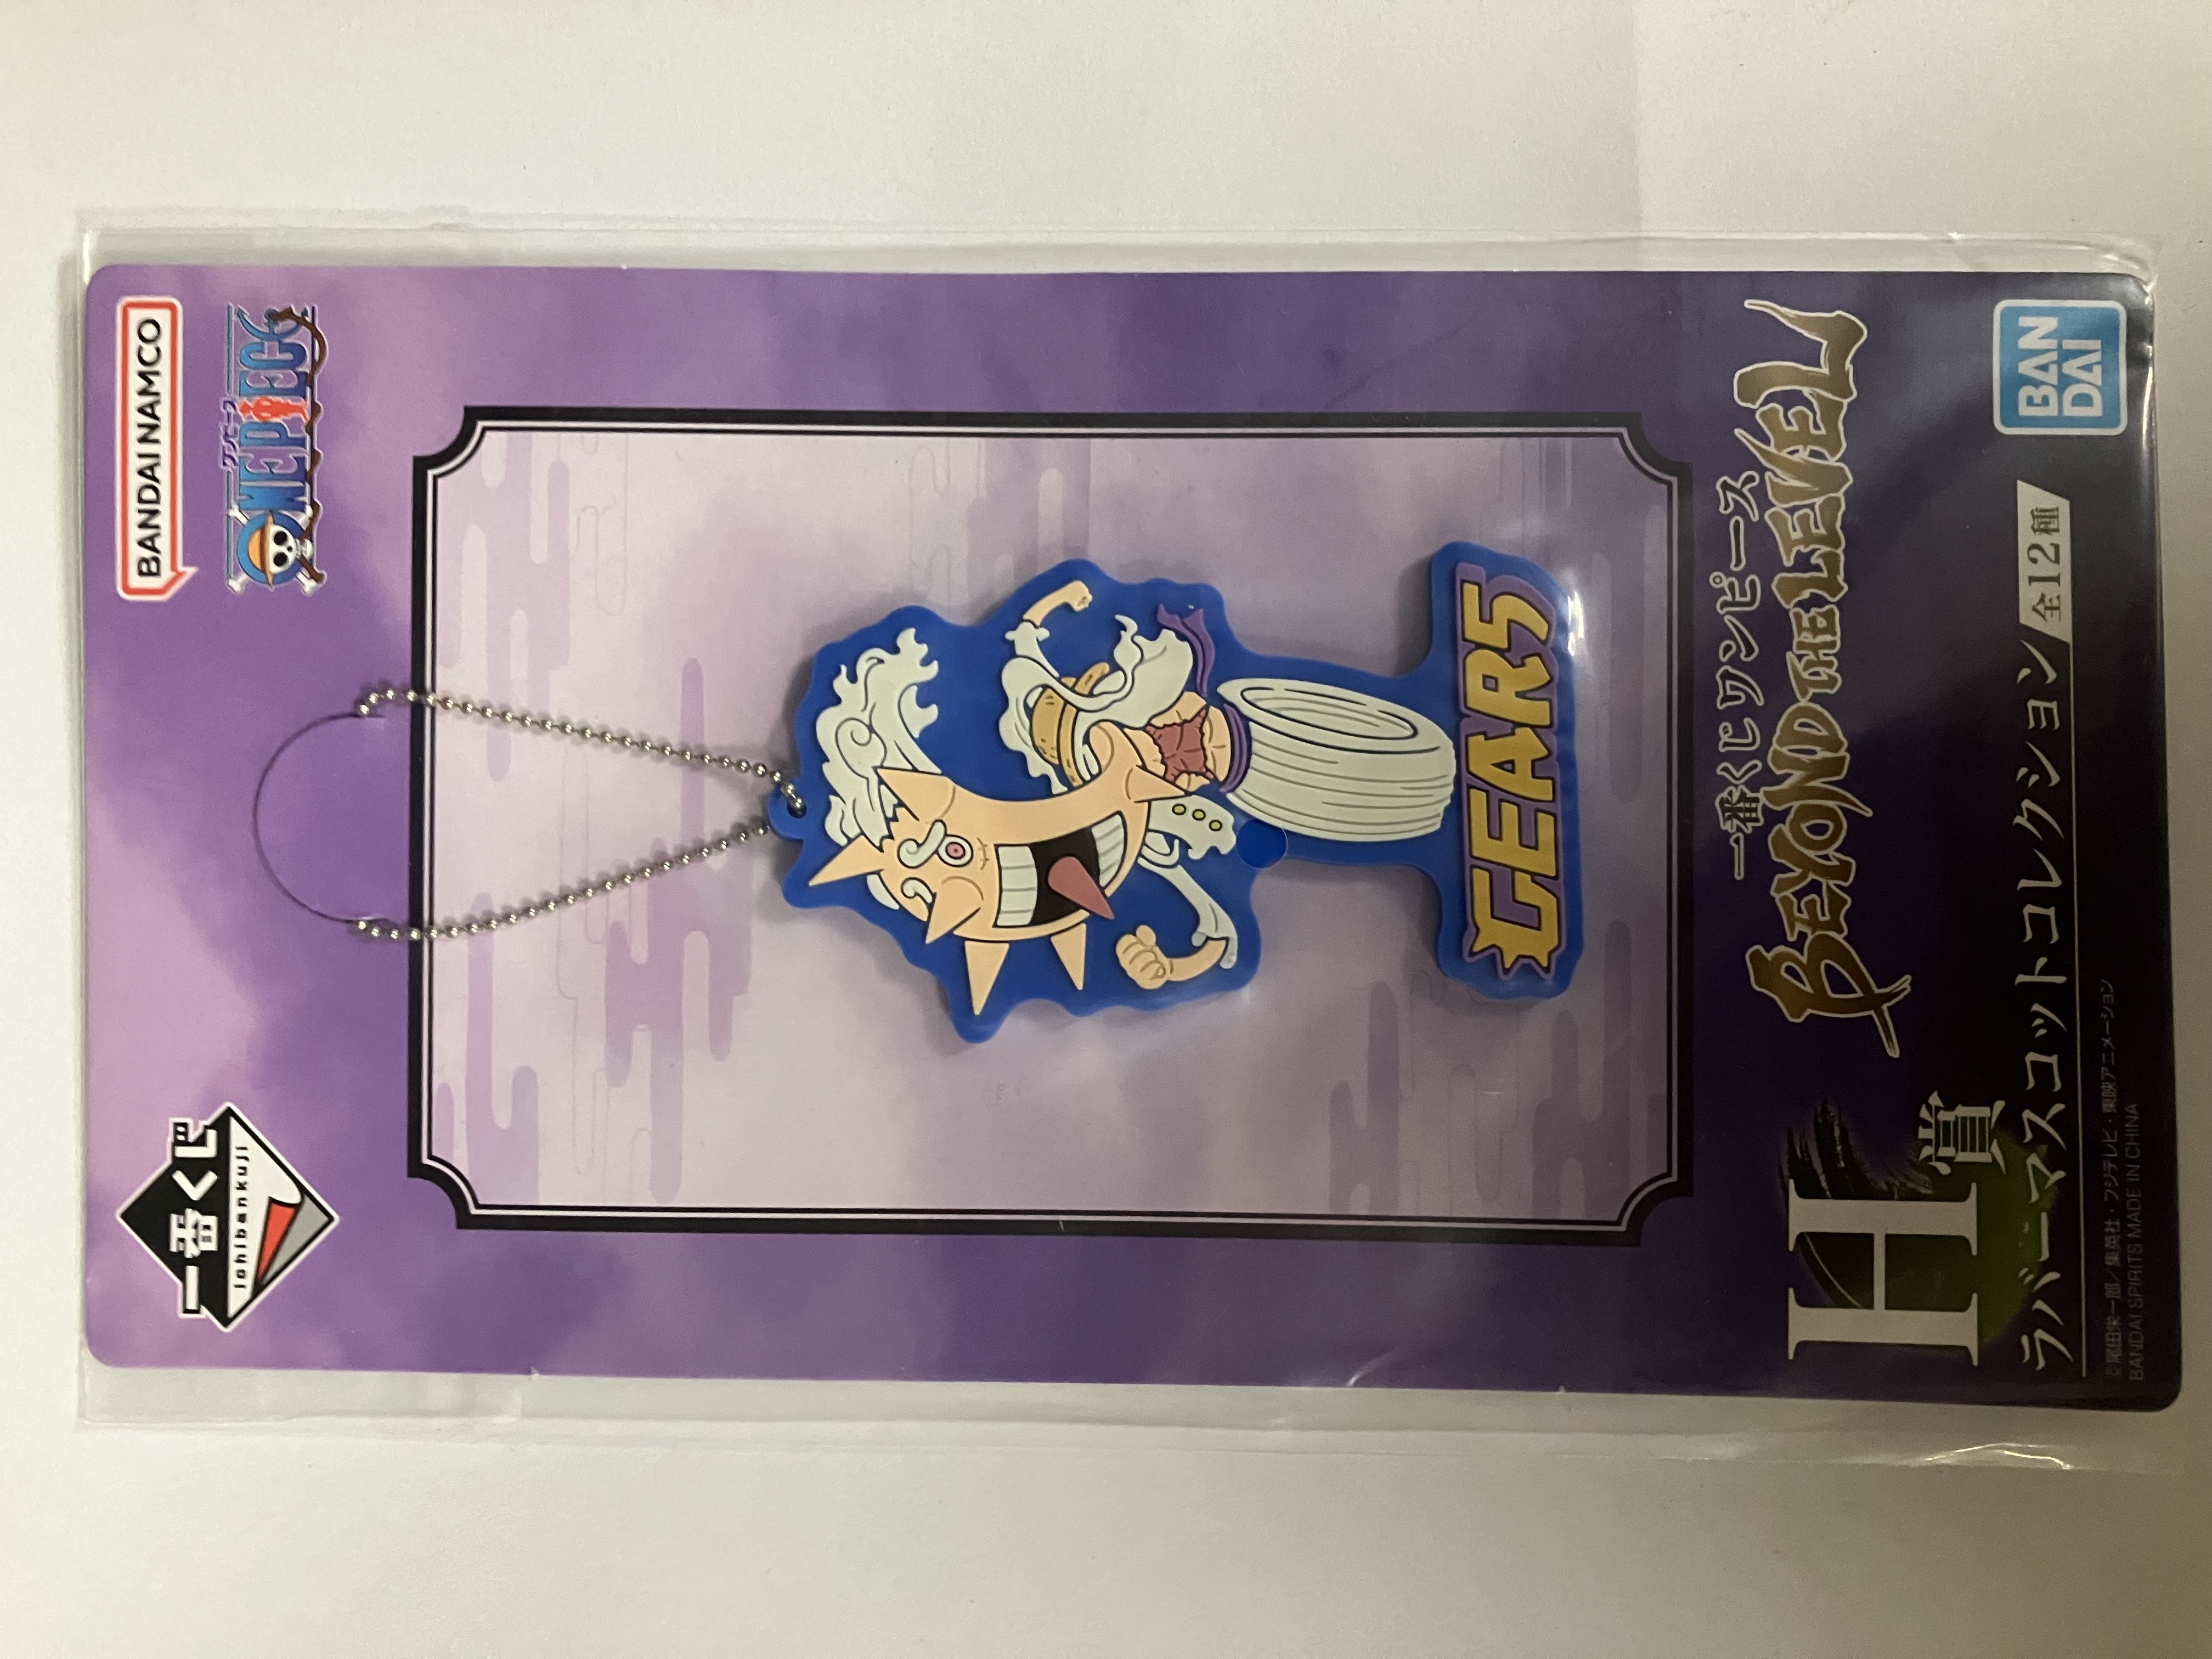 一番くじ
Ichibankuji
BANDAI NAMCO
ワンピース
ONE PIECE
GEAR5
一番くじ ワンピース
BEYOND THE LEVEL
H賞
BAN
DAI
ラバーマスコットコレクション 全12種
©尾田栄一郎/集英社・フジテレビ・東映アニメーション
BANDAI SPIRITS MADE IN CHINA